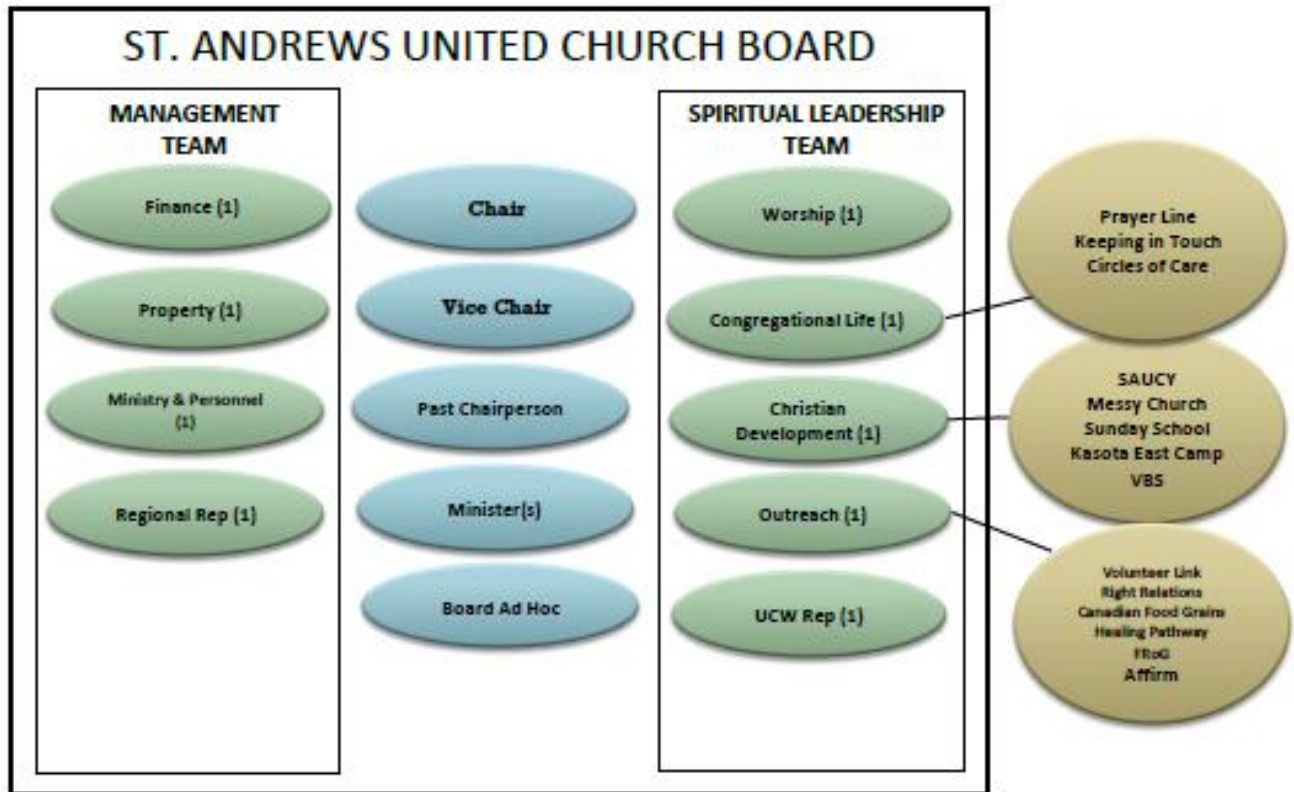 ST. ANDREWS UNITED CHURCH BOARD
MANAGEMENT
TEAM
Finance (1)
Property (1)
Ministry & Personnel
(1)
Regional Rep (1)
Chair
Vice Chair
Past Chairperson
Minister(s)
Board Ad Hoc
SPIRITUAL LEADERSHIP
TEAM
Worship (1)
Congregational Life (1)
Christian
Development (1)
Outreach (1)
UCW Rep (1)
Prayer Line
Keeping in Touch
Circles of Care
SAUCY
Messy Church
Sunday School
Kasota East Camp
VBS
Volunteer Link
Right Relations
Canadian Food Grains
Healing Pathway
FRoG
Affirm